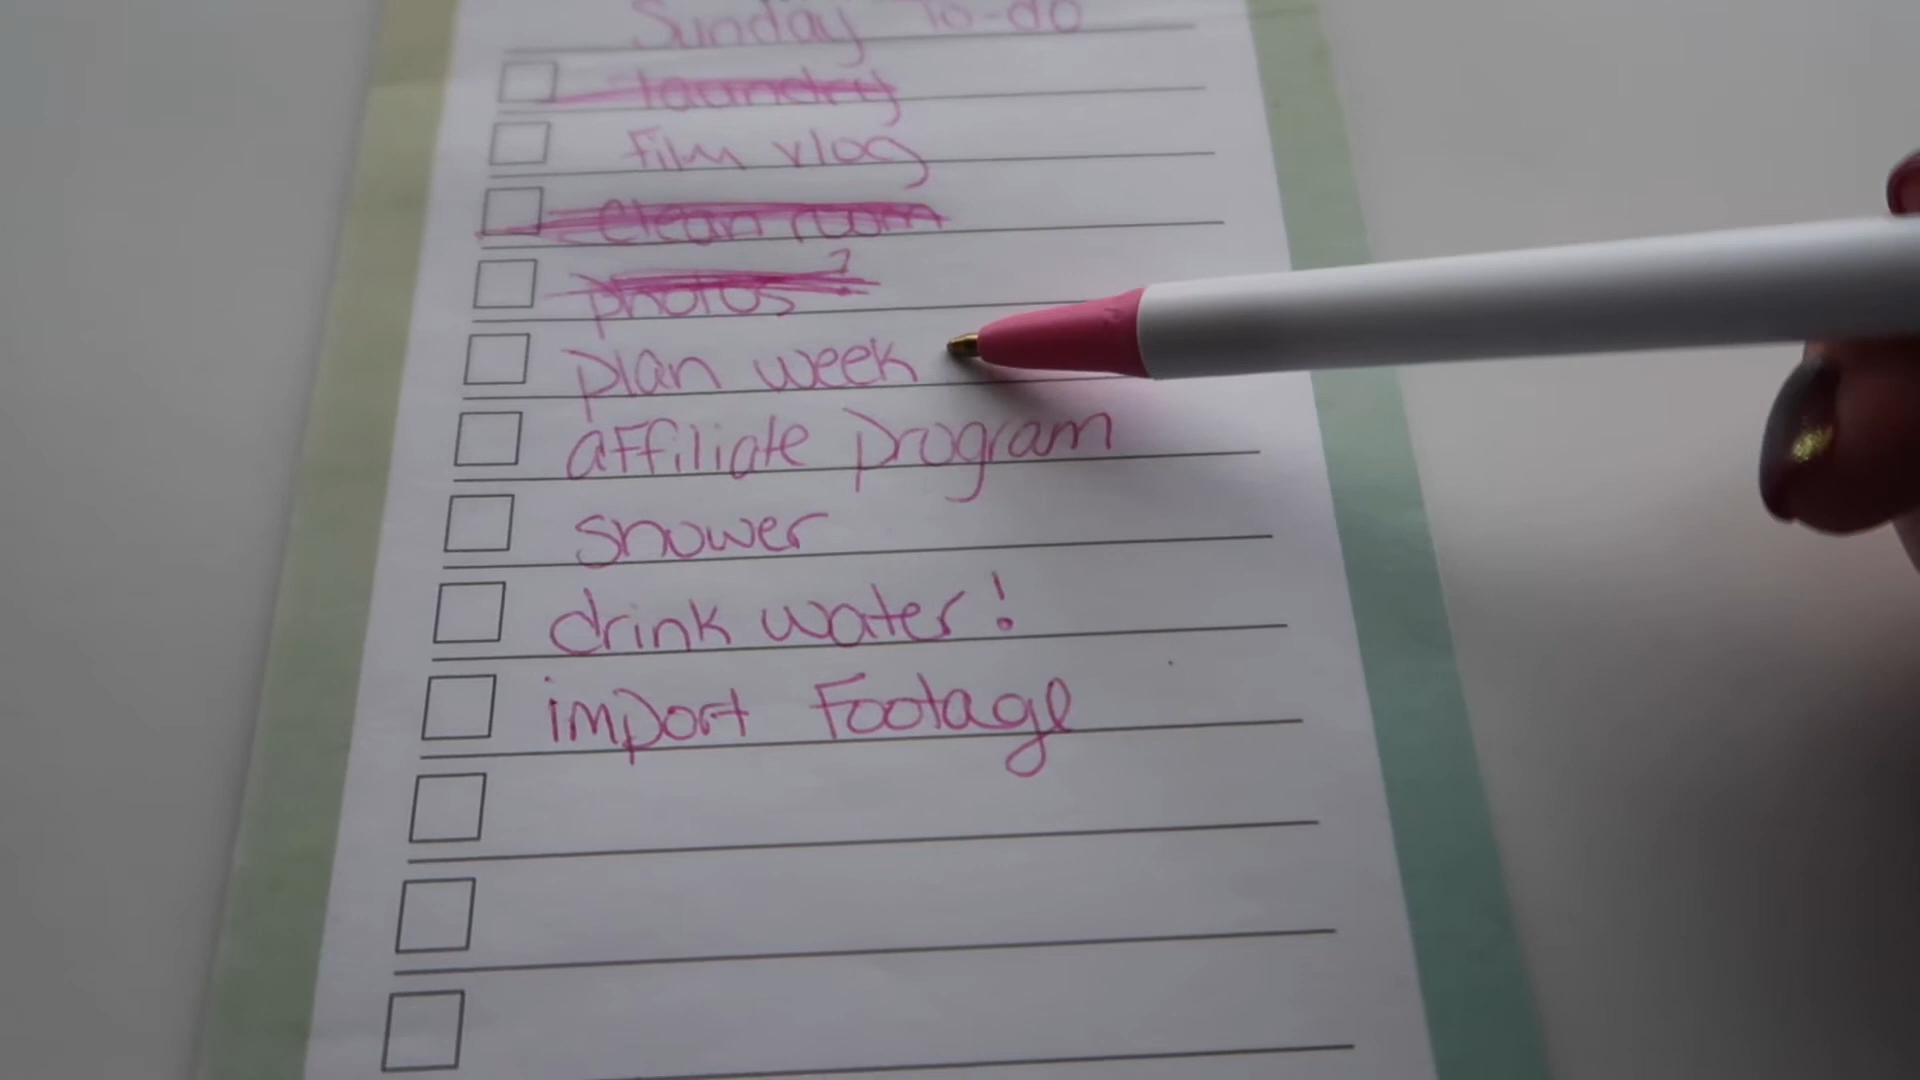 Sunday To-do
laundry
film vlog
clean room
photos?
plan week
affiliate program
shower
drink water!
import footage